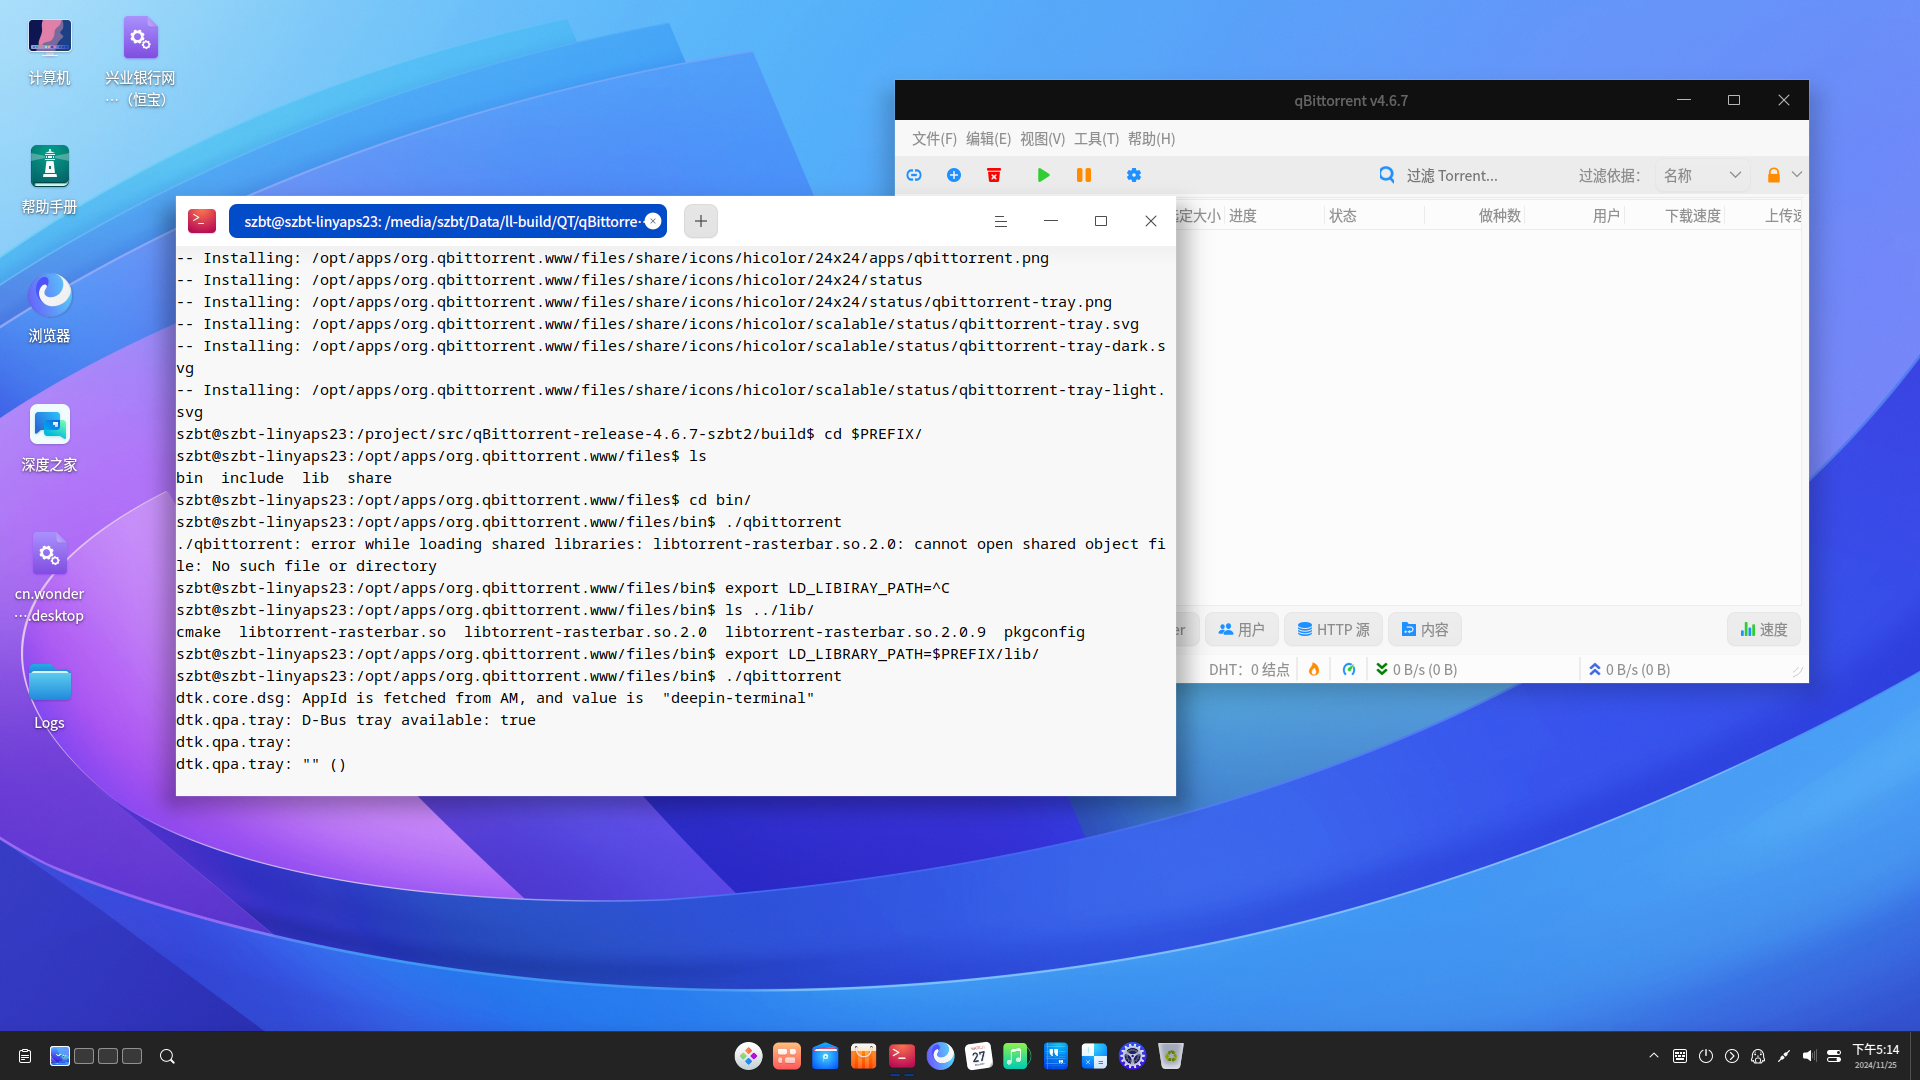 计算机
兴业银行网
…（恒宝）
帮助手册
浏览器
深度之家
cn.wonder
….desktop
Logs
qBittorrent v4.6.7
文件(F) 编辑(E) 视图(V) 工具(T) 帮助(H)
过滤 Torrent...
过滤依据：
名称
定大小 进度 状态 做种数 用户 下载速度 上传速
用户 HTTP 源 内容 速度
DHT：0 结点 0 B/s (0 B) 0 B/s (0 B)
szbt@szbt-linyaps23: /media/szbt/Data/ll-build/QT/qBittorre…
-- Installing: /opt/apps/org.qbittorrent.www/files/share/icons/hicolor/24x24/apps/qbittorrent.png
-- Installing: /opt/apps/org.qbittorrent.www/files/share/icons/hicolor/24x24/status
-- Installing: /opt/apps/org.qbittorrent.www/files/share/icons/hicolor/24x24/status/qbittorrent-tray.png
-- Installing: /opt/apps/org.qbittorrent.www/files/share/icons/hicolor/scalable/status/qbittorrent-tray.svg
-- Installing: /opt/apps/org.qbittorrent.www/files/share/icons/hicolor/scalable/status/qbittorrent-tray-dark.s
vg
-- Installing: /opt/apps/org.qbittorrent.www/files/share/icons/hicolor/scalable/status/qbittorrent-tray-light.
svg
szbt@szbt-linyaps23:/project/src/qBittorrent-release-4.6.7-szbt2/build$ cd $PREFIX/
szbt@szbt-linyaps23:/opt/apps/org.qbittorrent.www/files$ ls
bin  include  lib  share
szbt@szbt-linyaps23:/opt/apps/org.qbittorrent.www/files$ cd bin/
szbt@szbt-linyaps23:/opt/apps/org.qbittorrent.www/files/bin$ ./qbittorrent
./qbittorrent: error while loading shared libraries: libtorrent-rasterbar.so.2.0: cannot open shared object fi
le: No such file or directory
szbt@szbt-linyaps23:/opt/apps/org.qbittorrent.www/files/bin$ export LD_LIBIRAY_PATH=^C
szbt@szbt-linyaps23:/opt/apps/org.qbittorrent.www/files/bin$ ls ../lib/
cmake  libtorrent-rasterbar.so  libtorrent-rasterbar.so.2.0  libtorrent-rasterbar.so.2.0.9  pkgconfig
szbt@szbt-linyaps23:/opt/apps/org.qbittorrent.www/files/bin$ export LD_LIBRARY_PATH=$PREFIX/lib/
szbt@szbt-linyaps23:/opt/apps/org.qbittorrent.www/files/bin$ ./qbittorrent
dtk.core.dsg: AppId is fetched from AM, and value is  "deepin-terminal"
dtk.qpa.tray: D-Bus tray available: true
dtk.qpa.tray:
dtk.qpa.tray: "" ()
27
下午5:14
2024/11/25